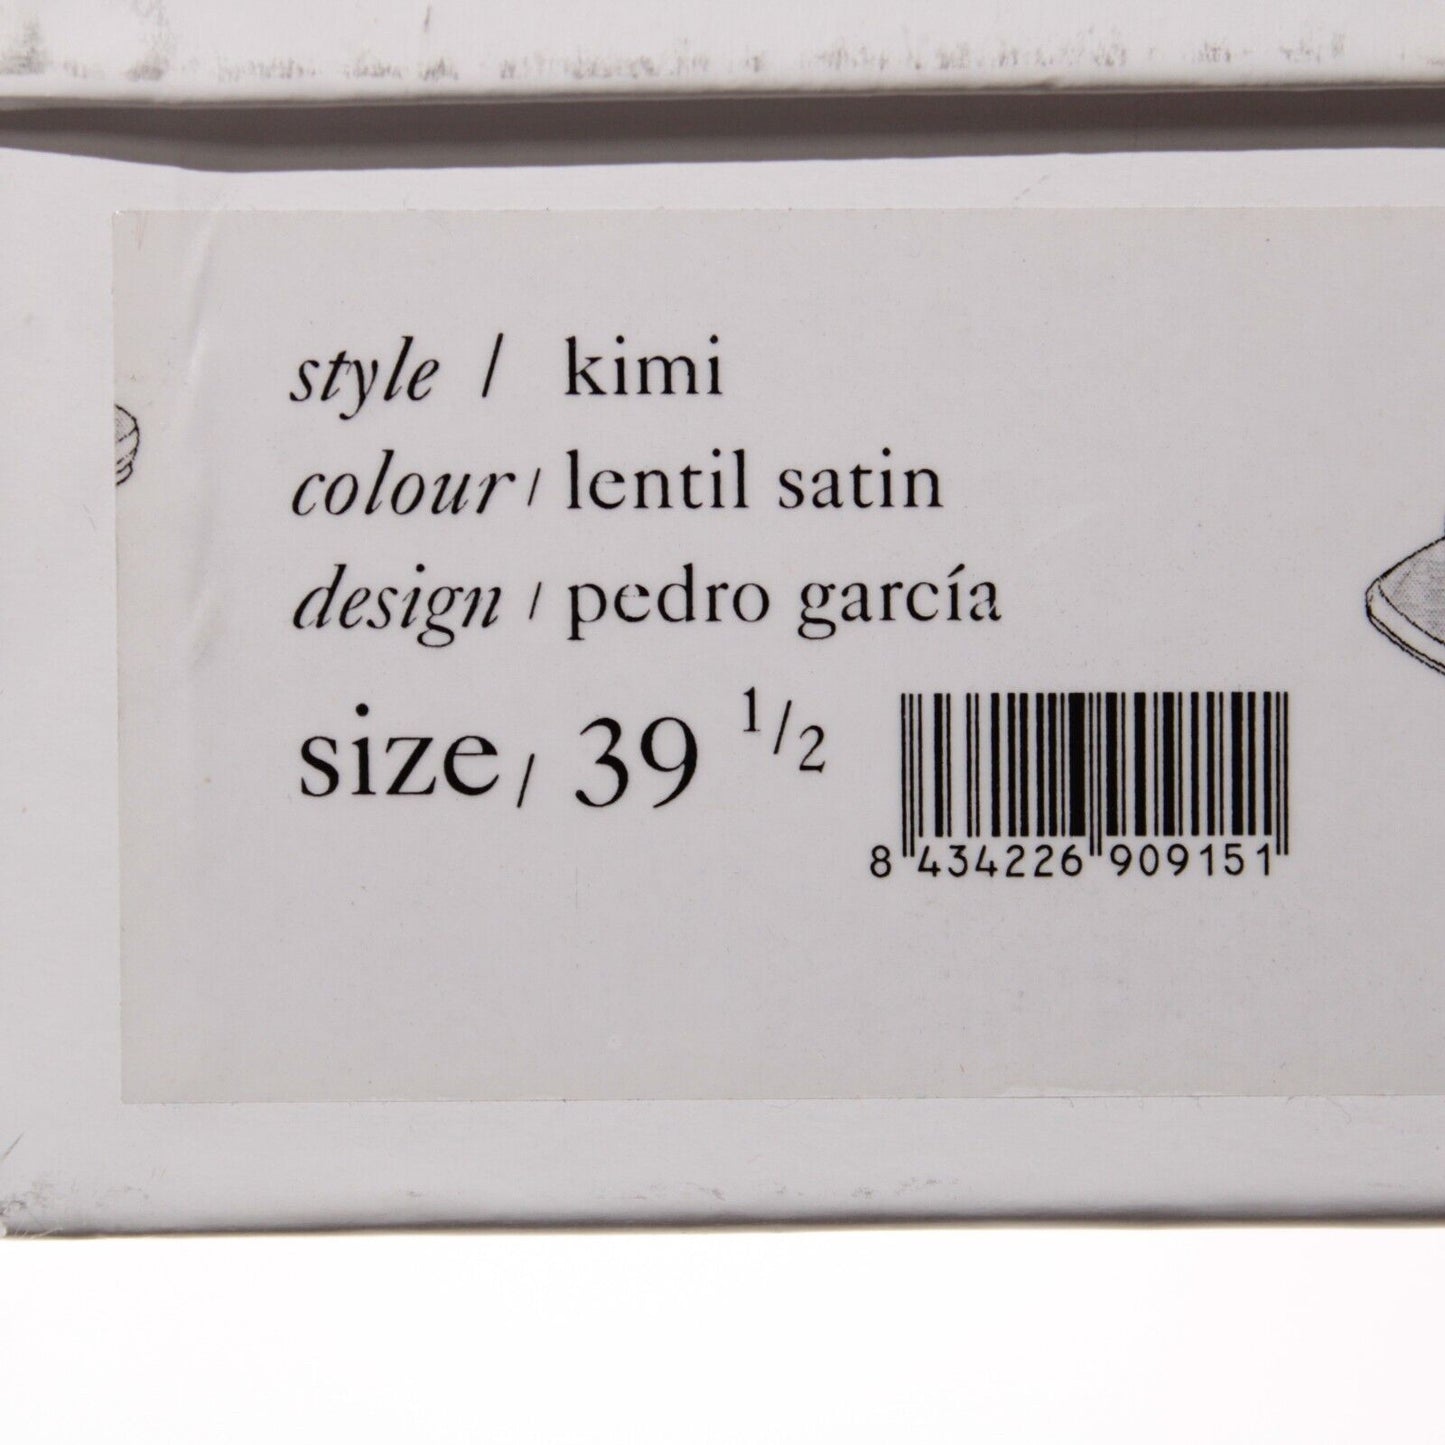 style / kimi
colour / lentil satin
design / pedro garcía
size / 39 1/2
8 434226 909151